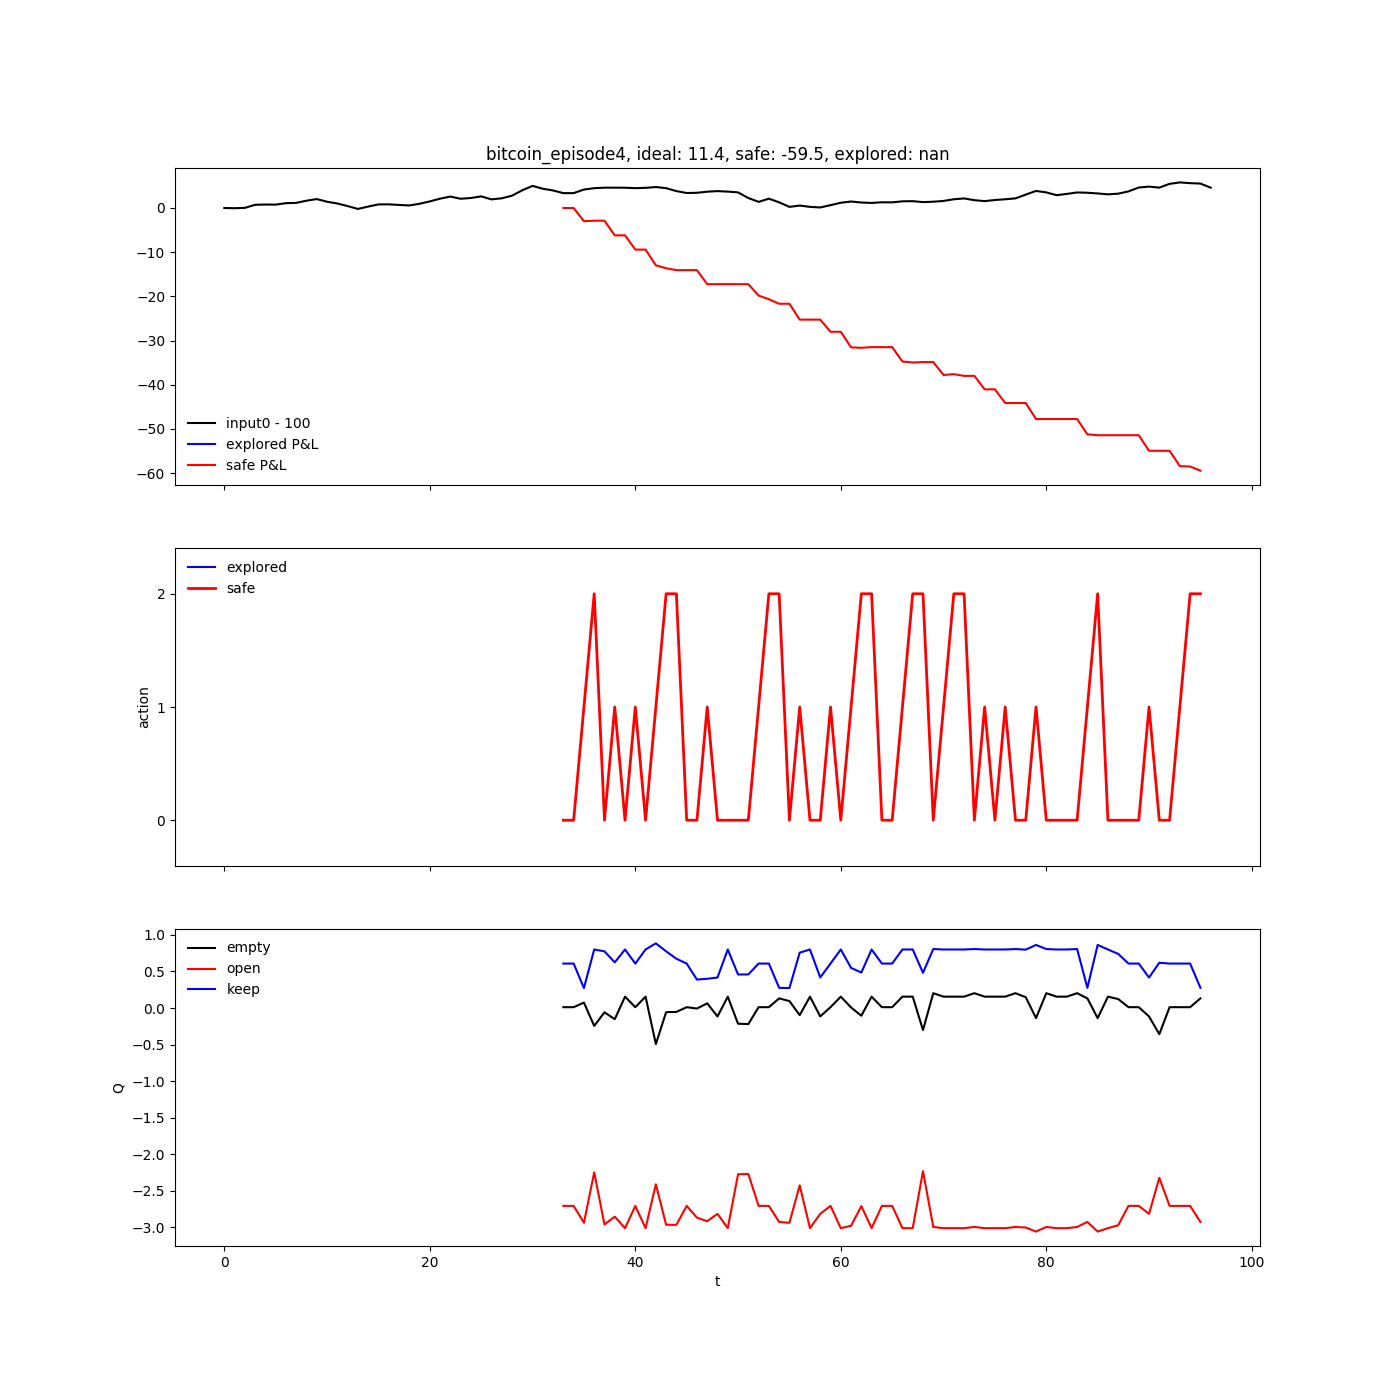 bitcoin_episode4, ideal: 11.4, safe: -59.5, explored: nan
0
−10
−20
−30
−40
−50
−60
input0 - 100
explored P&L
safe P&L
explored
safe
2
1
0
action
empty
open
keep
1.0
0.5
0.0
−0.5
−1.0
−1.5
−2.0
−2.5
−3.0
Q
0 20 40 60 80 100
t